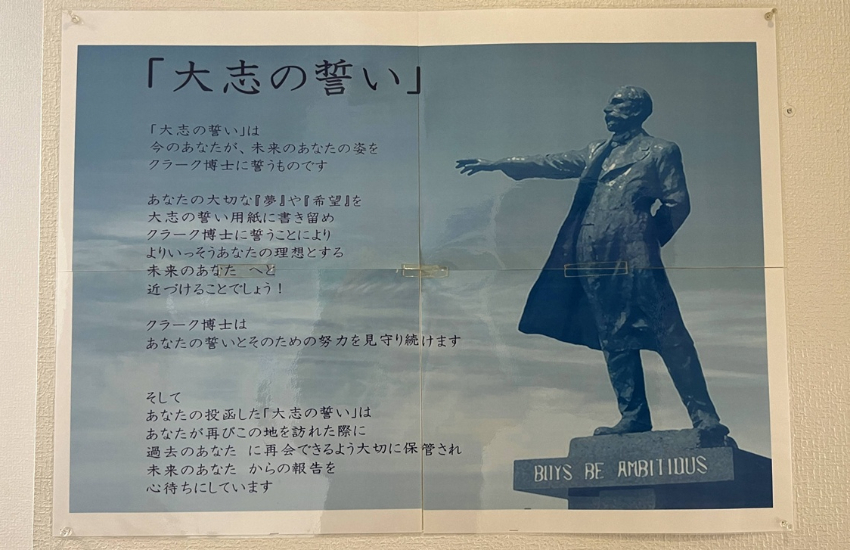 「大志の誓い」
「大志の誓い」は
今のあなたが、未来のあなたの姿を
クラーク博士に誓うものです
あなたの大切な『夢』や『希望』を
大志の誓い用紙に書き留め
クラーク博士に誓うことにより
よりいっそうあなたの理想とする
未来のあなた へと
近づけることでしょう！
クラーク博士は
あなたの誓いとそのための努力を見守り続けます
そして
あなたの投函した「大志の誓い」は
あなたが再びこの地を訪れた際に
過去のあなた に再会できるよう大切に保管され
未来のあなた からの報告を
心待ちにしています
BOYS BE AMBITIOUS